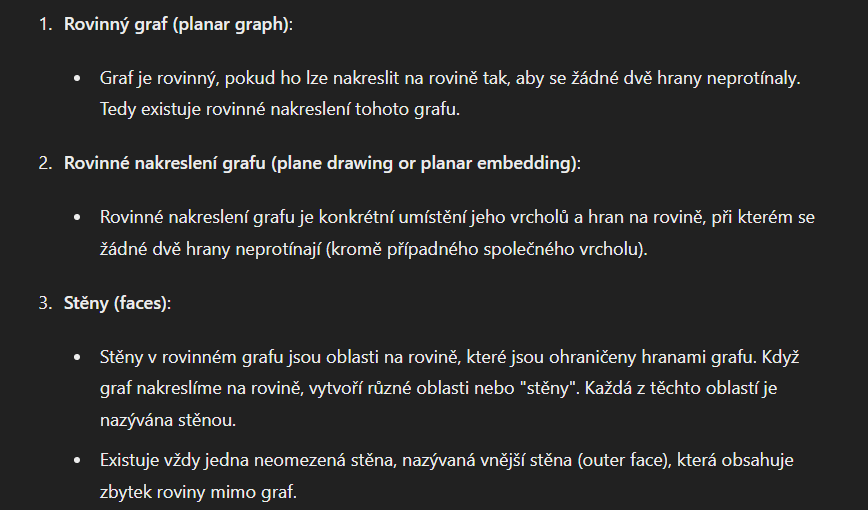 1. Rovinný graf (planar graph):
• Graf je rovinný, pokud ho lze nakreslit na rovině tak, aby se žádné dvě hrany neprotínaly.
Tedy existuje rovinné nakreslení tohoto grafu.
2. Rovinné nakreslení grafu (plane drawing or planar embedding):
• Rovinné nakreslení grafu je konkrétní umístění jeho vrcholů a hran na rovině, při kterém se
žádné dvě hrany neprotínají (kromě případného společného vrcholu).
3. Stěny (faces):
• Stěny v rovinném grafu jsou oblasti na rovině, které jsou ohraničeny hranami grafu. Když
graf nakreslíme na rovině, vytvoří různé oblasti nebo "stěny". Každá z těchto oblastí je
nazývána stěnou.
• Existuje vždy jedna neomezená stěna, nazývaná vnější stěna (outer face), která obsahuje
zbytek roviny mimo graf.